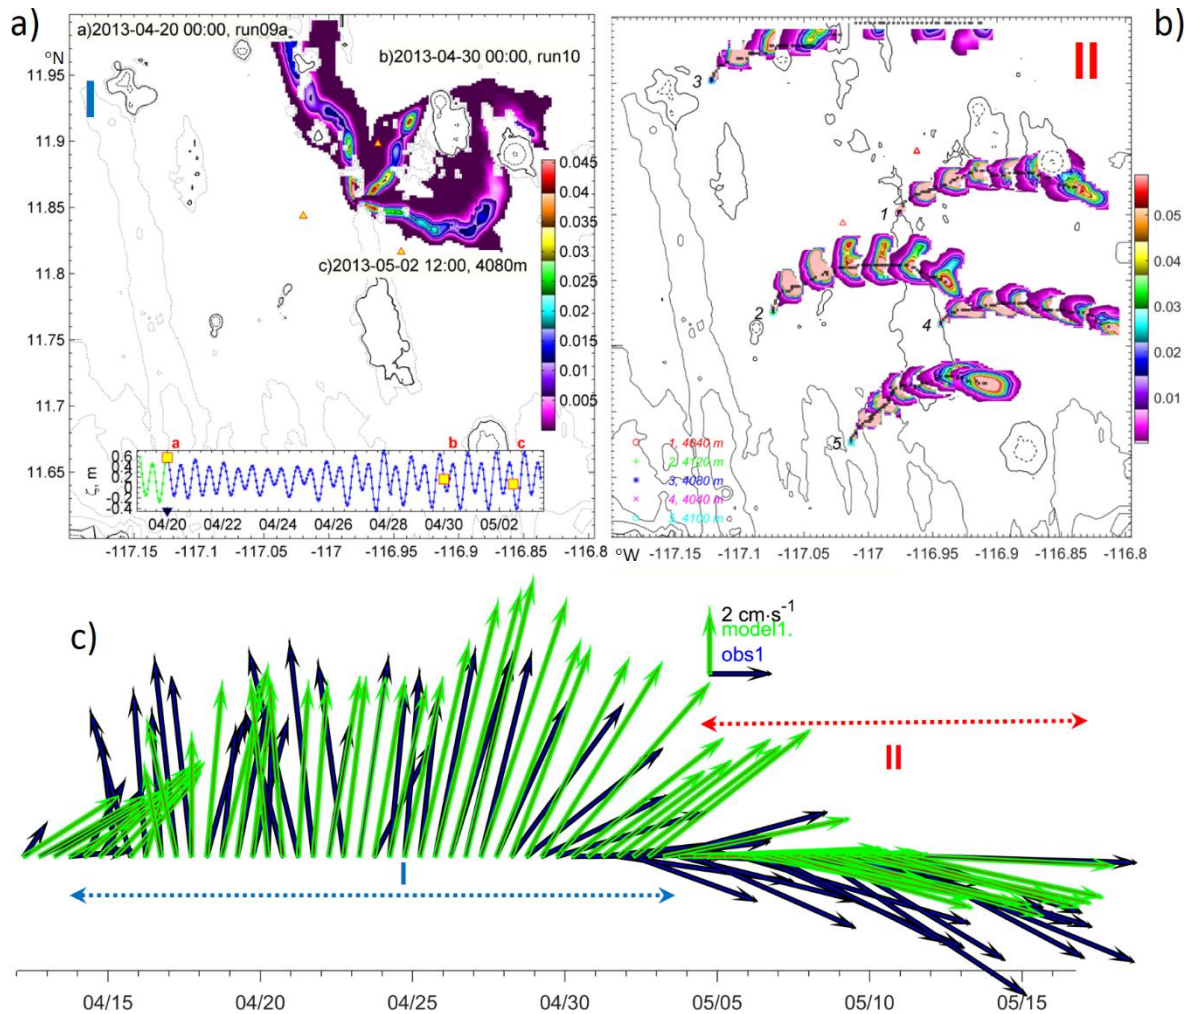 a)
a)2013-04-20 00:00, run09a
ºN
b)2013-04-30 00:00, run10
I
11.95
11.9
11.85
11.8
11.75
11.7
11.65
c)2013-05-02 12:00, 4080m
0.045
0.04
0.035
0.03
0.025
0.02
0.015
0.01
0.005
a
b
c
ζ, m
0.6
0.4
0.2
0
-0.2
-0.4
04/20
04/22
04/24
04/26
04/28
04/30
05/02
-117.15
-117.1
-117.05
-117
-116.95
-116.9
-116.85
-116.8
b)
II
3
1
2
4
5
0.05
0.04
0.03
0.02
0.01
1, 4040 m
2, 4120 m
3, 4080 m
4, 4040 m
5, 4100 m
ºW
-117.15
-117.1
-117.05
-117
-116.95
-116.9
-116.85
-116.8
c)
2 cm·s⁻¹
model1.
obs1
II
I
04/15
04/20
04/25
04/30
05/05
05/10
05/15